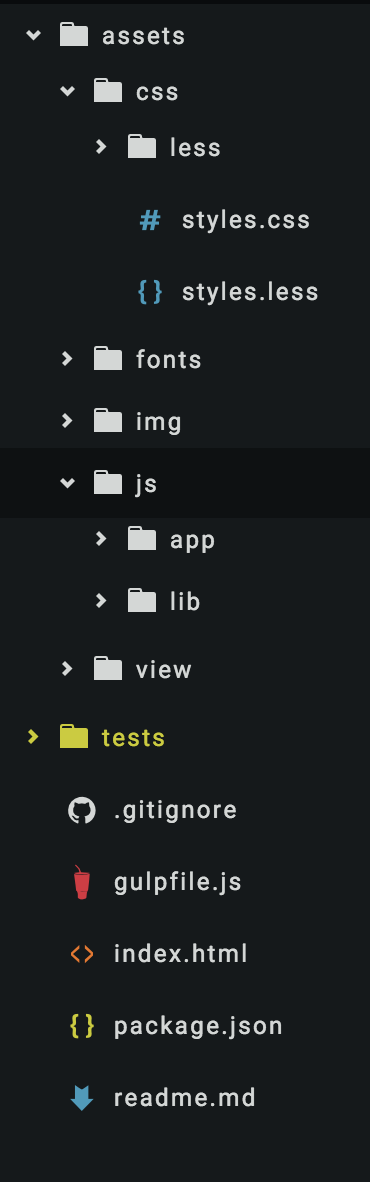 assets
css
less
styles.css
styles.less
fonts
img
js
app
lib
view
tests
.gitignore
gulpfile.js
index.html
package.json
readme.md